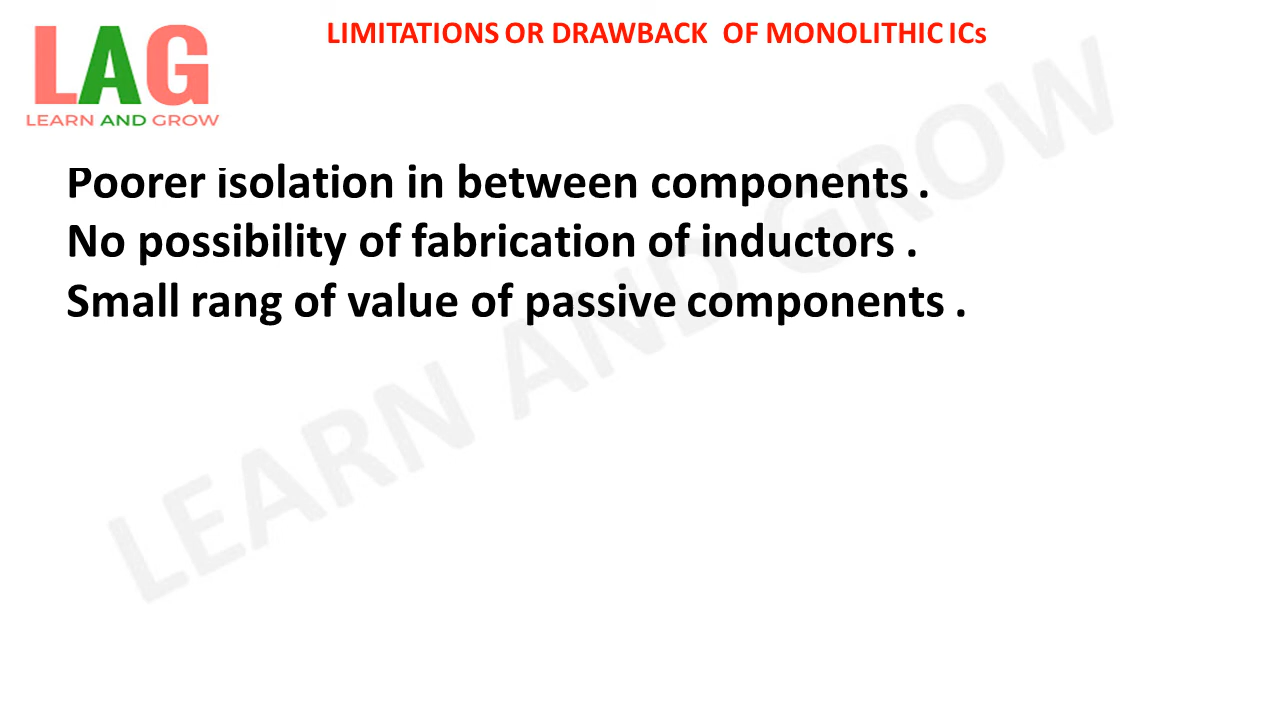 LAG
LEARN AND GROW
LIMITATIONS OR DRAWBACK OF MONOLITHIC ICs
Poorer isolation in between components .
No possibility of fabrication of inductors .
Small rang of value of passive components .
LEARN AND GROW